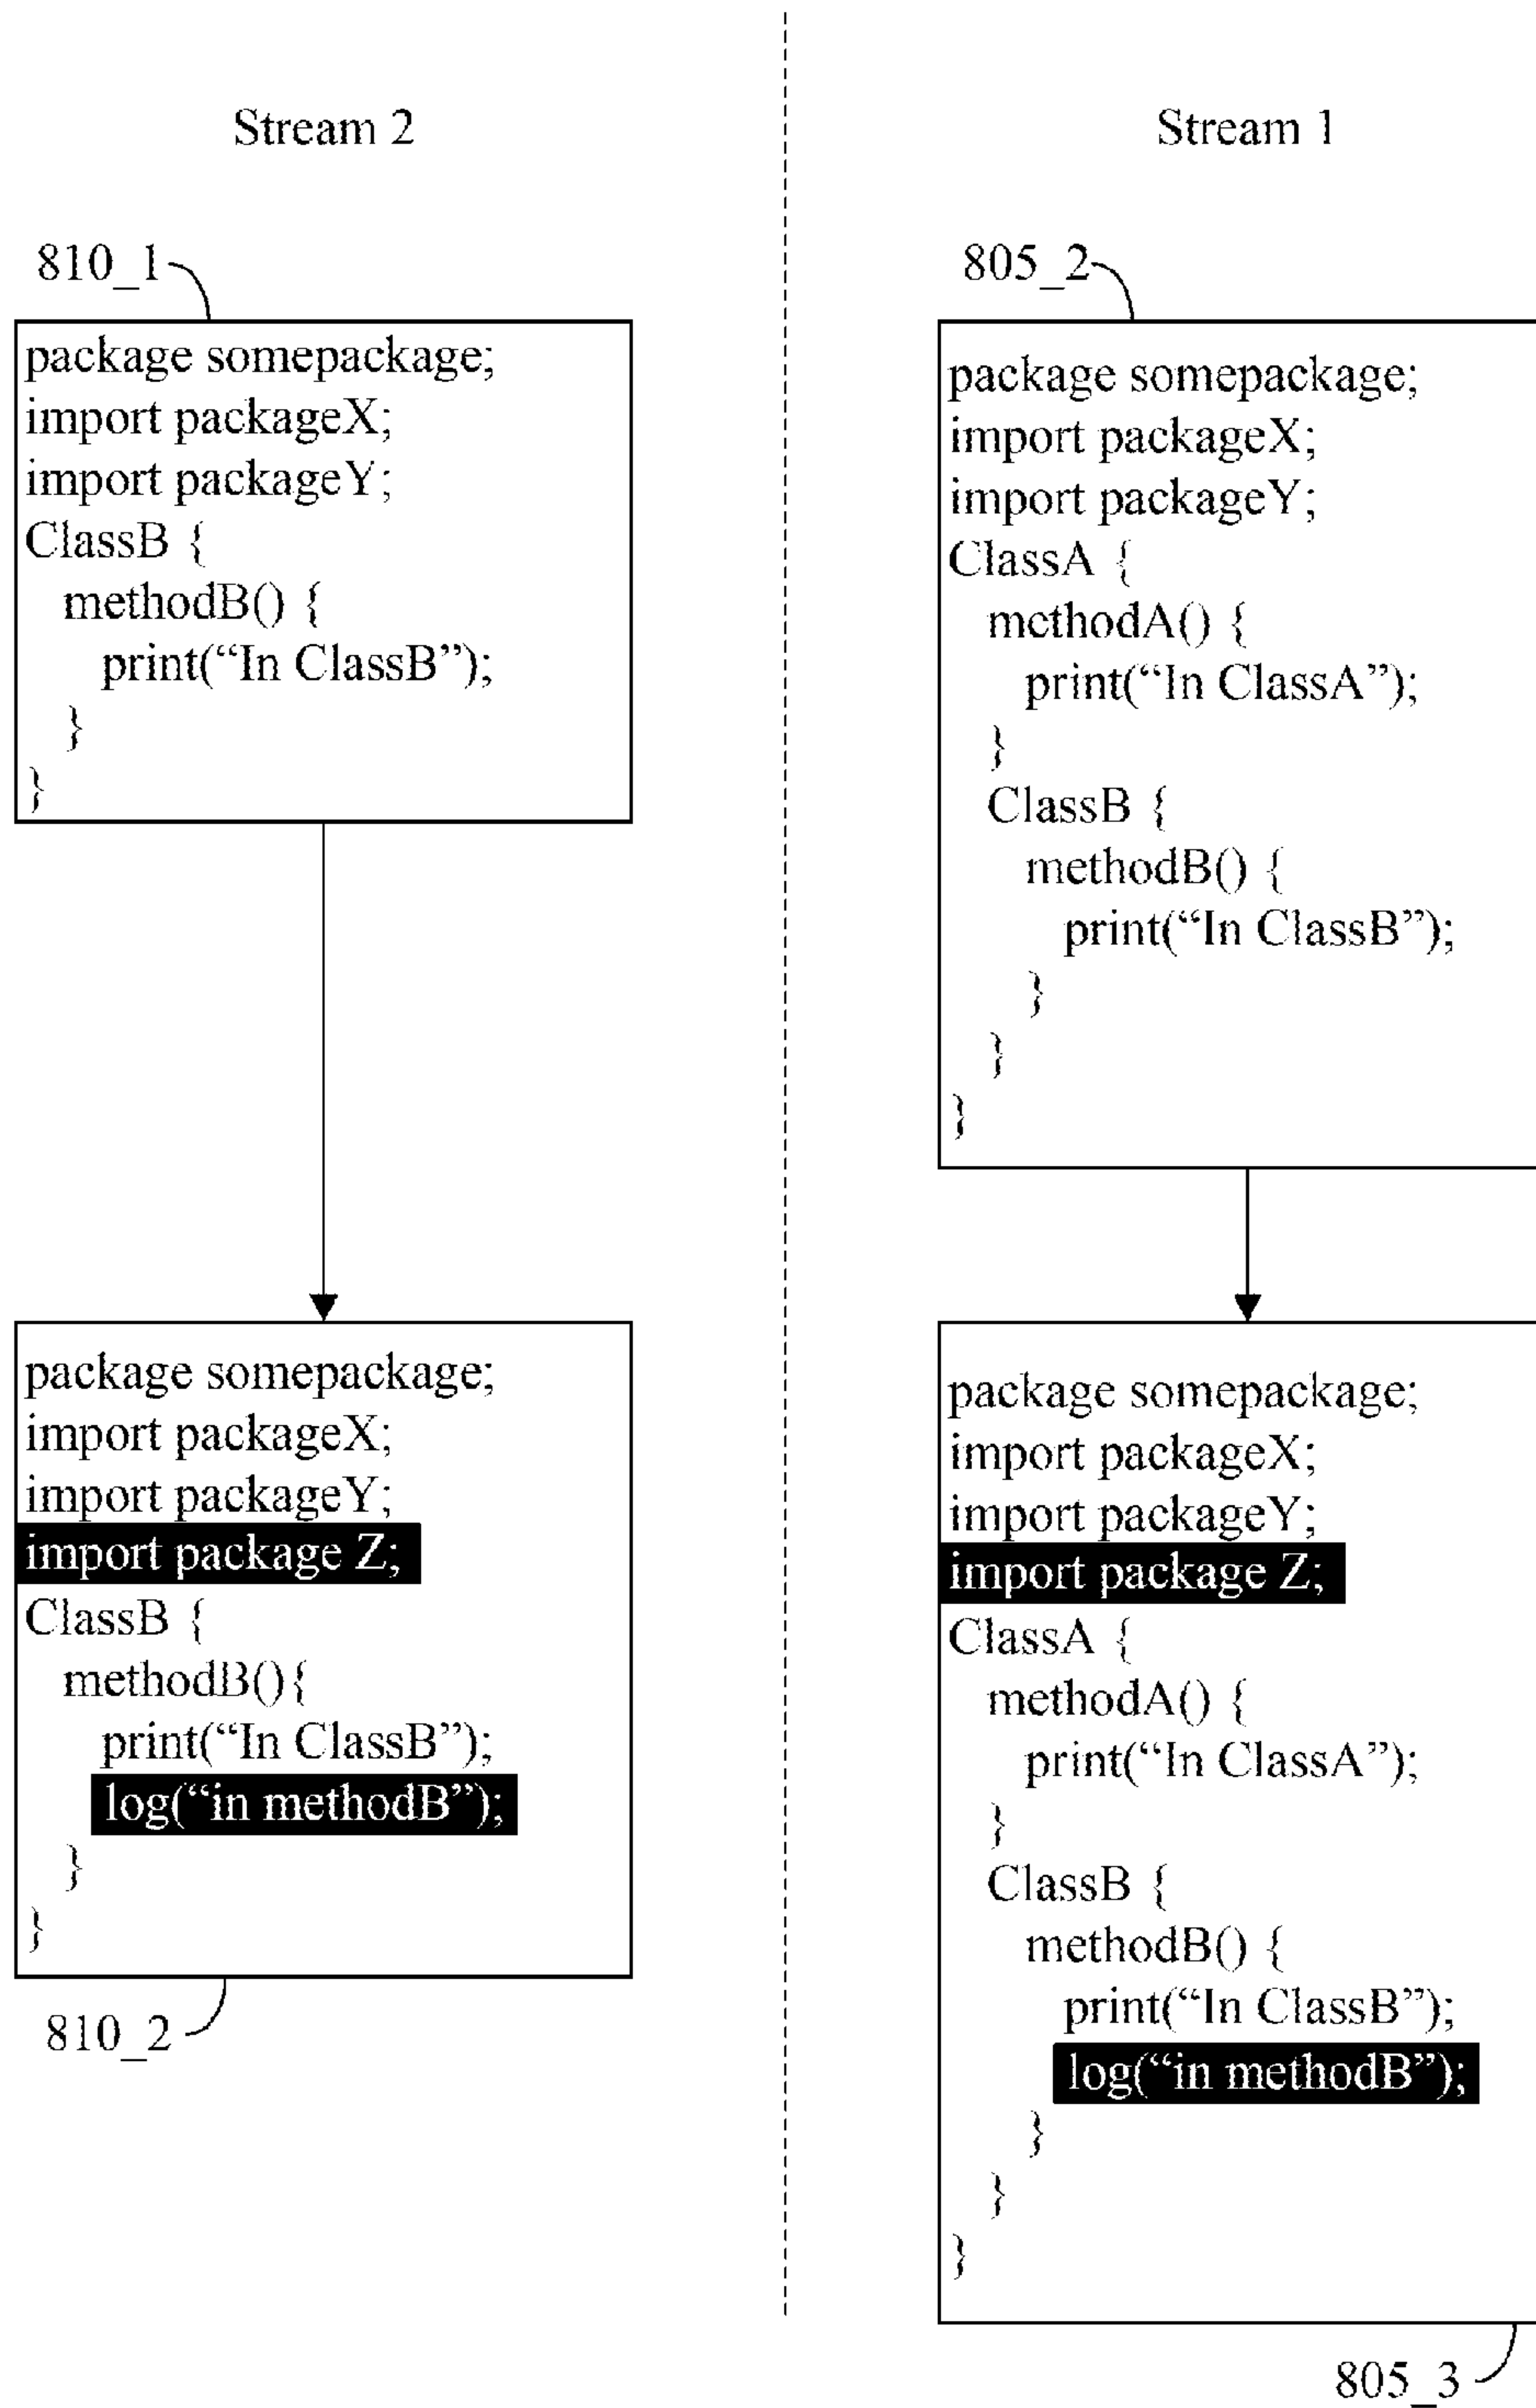 Stream 2
810_1
package somepackage;
import packageX;
import packageY;
ClassB {
methodB() {
print(“In ClassB”);
}
}
package somepackage;
import packageX;
import packageY;
import package Z;
ClassB {
methodB(){
print(“In ClassB”);
log(“in methodB”);
}
}
810_2
Stream 1
805_2
package somepackage;
import packageX;
import packageY;
ClassA {
methodA() {
print(“In ClassA”);
}
ClassB {
methodB() {
print(“In ClassB”);
}
}
}
package somepackage;
import packageX;
import packageY;
import package Z;
ClassA {
methodA() {
print(“In ClassA”);
}
ClassB {
methodB() {
print(“In ClassB”);
log(“in methodB”);
}
}
}
805_3